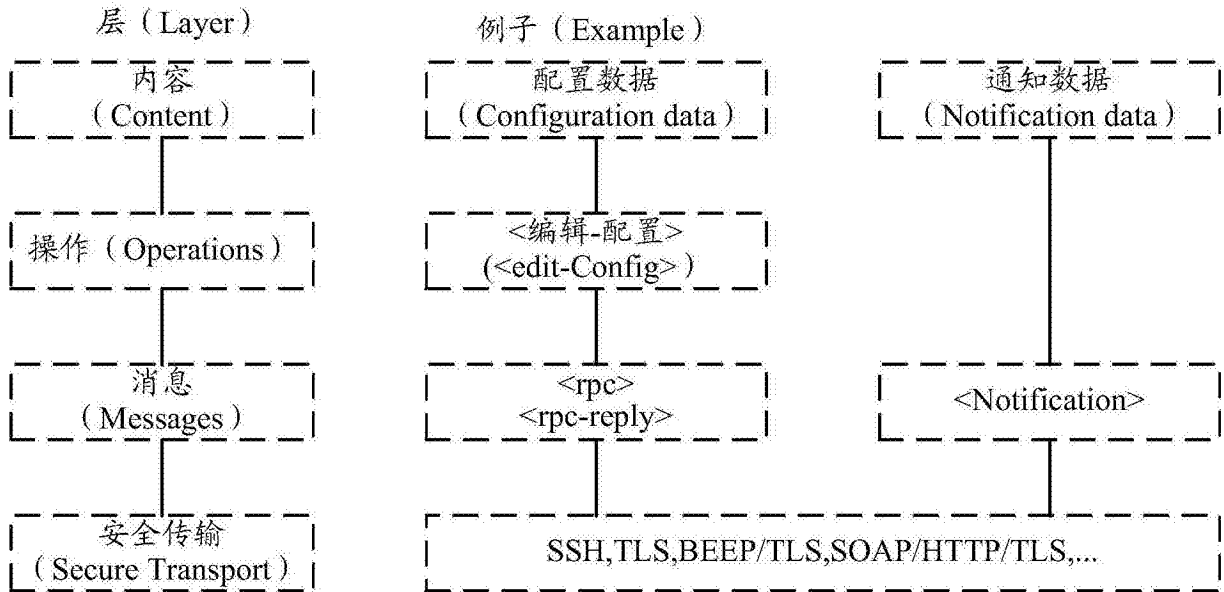 层（Layer）
例子（Example）
内容
（Content）
配置数据
（Configuration data）
通知数据
（Notification data）
操作（Operations）
<编辑-配置>
(<edit-Config>）
消息
（Messages）
<rpc>
<rpc-reply>
<Notification>
安全传输
（Secure Transport）
SSH,TLS,BEEP/TLS,SOAP/HTTP/TLS,...